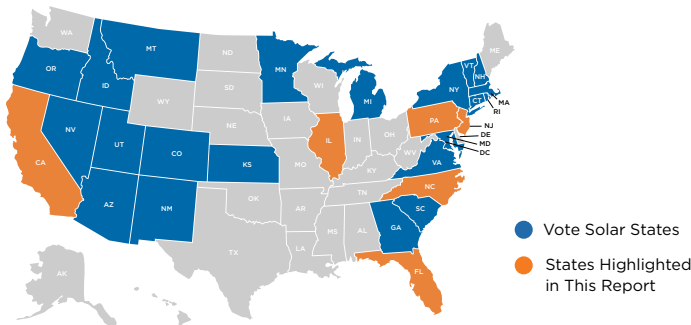 WA
MT
ND
MN
ME
VT
NH
OR
ID
SD
WI
NY
MI
MA
RI
CT
WY
IA
PA
NJ
NE
OH
DE
NV
IL
IN
MD
UT
CO
WV
DC
CA
KS
MO
KY
VA
NC
TN
AZ
NM
OK
AR
SC
MS
AL
GA
TX
LA
FL
AK
Vote Solar States
States Highlighted
in This Report